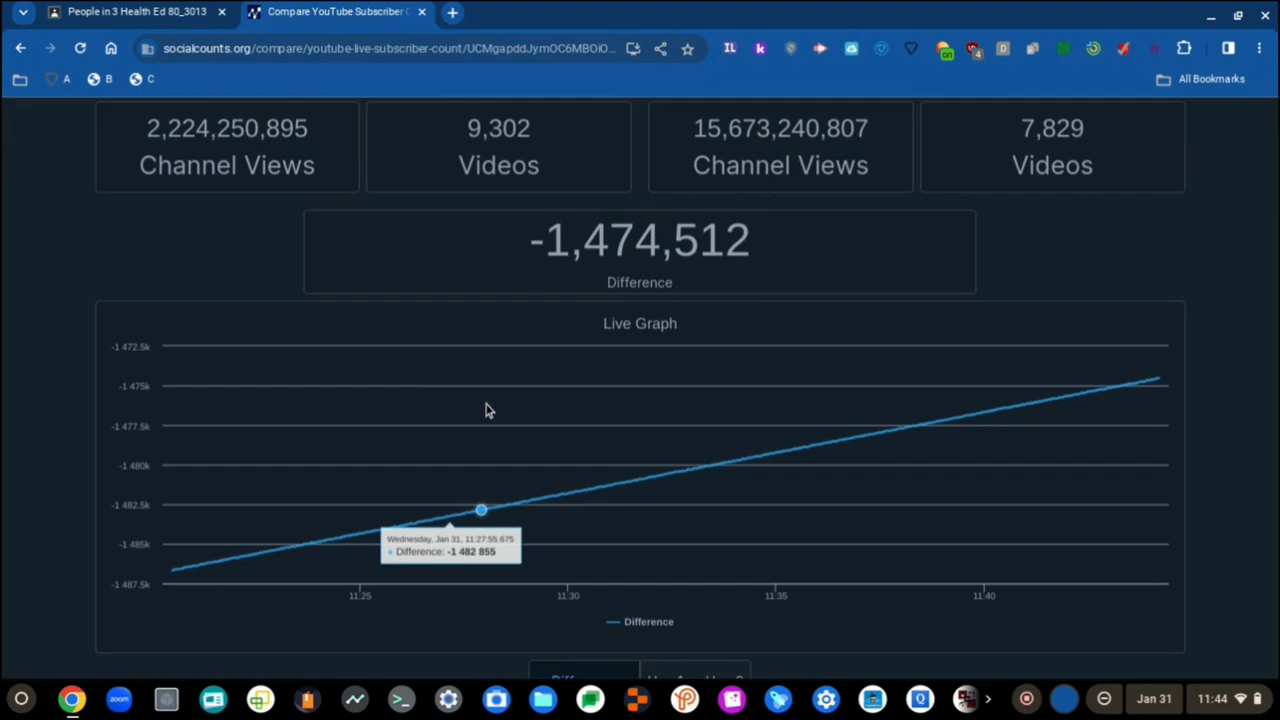 People in 3 Health Ed 80_3013
Compare YouTube Subscriber C
socialcounts.org/compare/youtube-live-subscriber-count/UCMgapddJymOC6MBOiO...
IL
k
on
4
D
A
B
C
All Bookmarks
2,224,250,895
Channel Views
9,302
Videos
15,673,240,807
Channel Views
7,829
Videos
-1,474,512
Difference
Live Graph
-1 472.5k
-1 475k
-1 477.5k
-1 480k
-1 482.5k
-1 485k
-1 487.5k
Wednesday, Jan 31, 11:27:55.675
Difference: -1 482 855
11:25
11:30
11:35
11:40
Difference
zoom
Jan 31
11:44